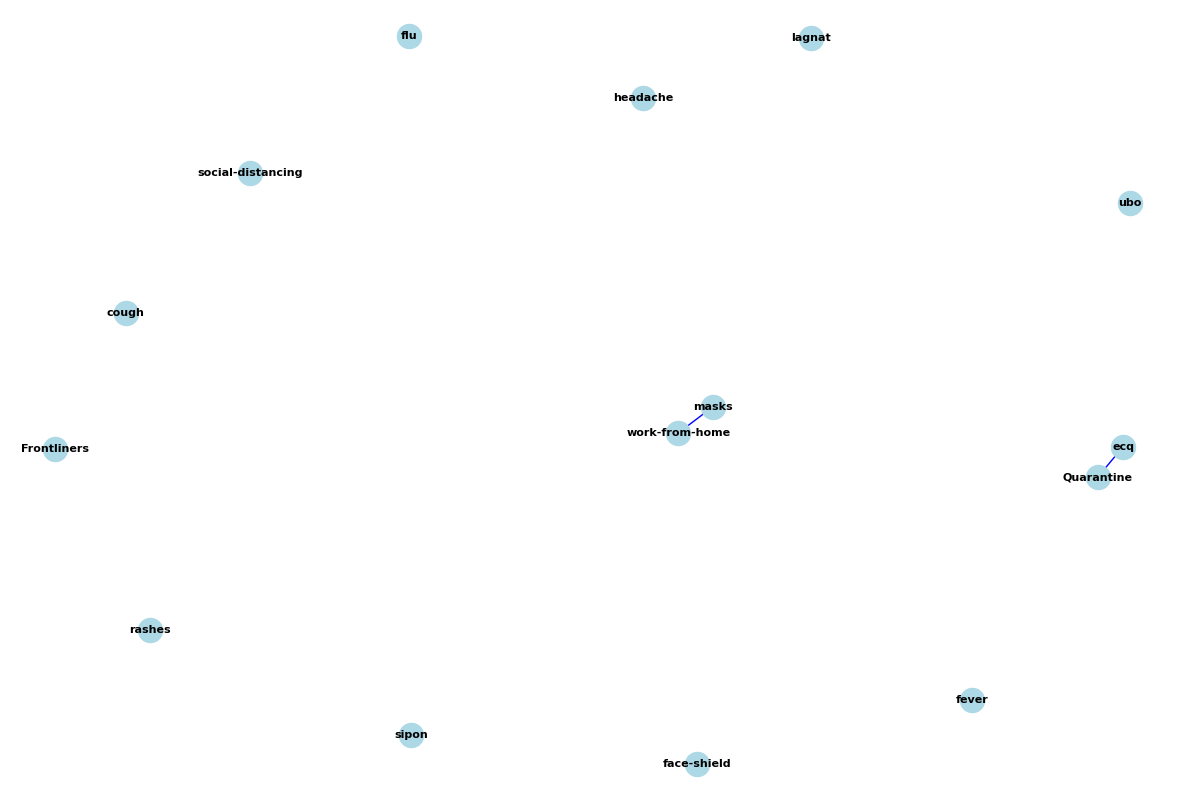 flu
lagnat
headache
social-distancing
ubo
cough
masks
work-from-home
Frontliners
ecq
Quarantine
rashes
fever
sipon
face-shield